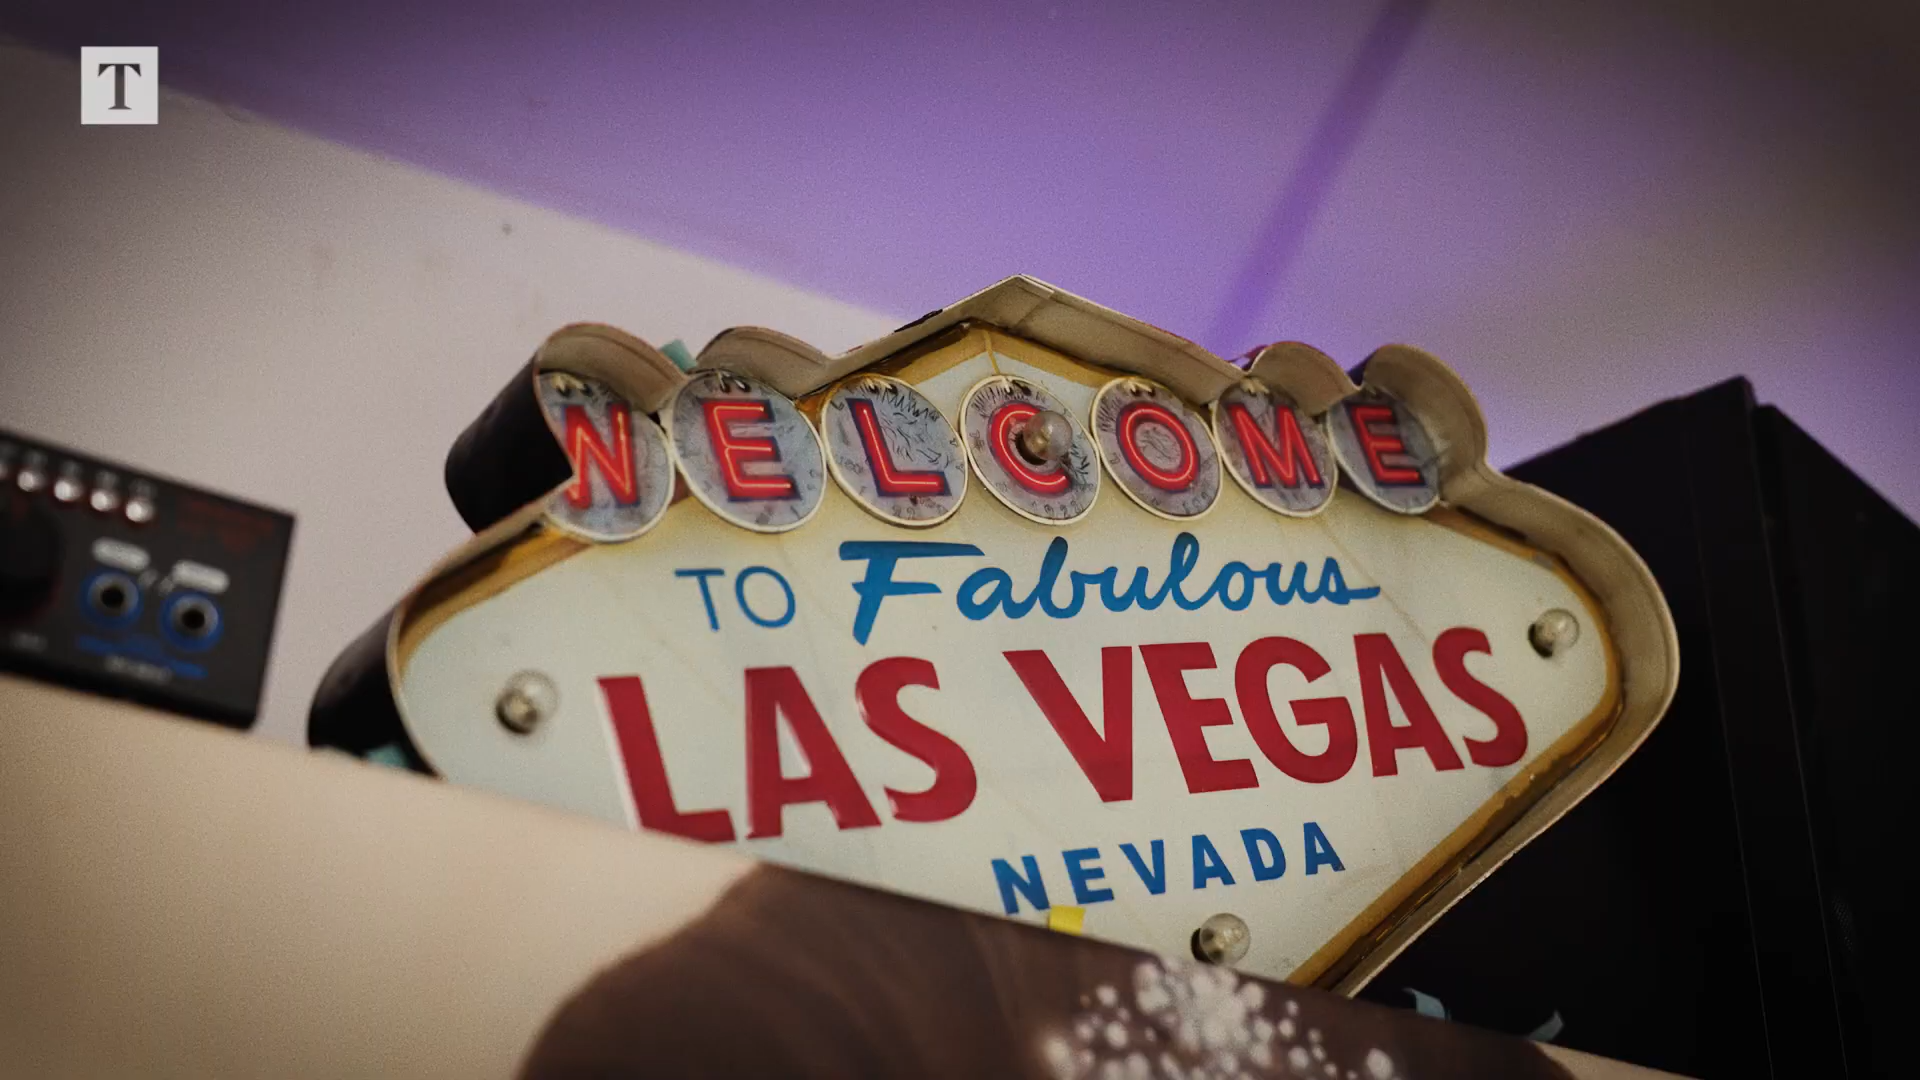 T
WELCOME
TO Fabulous
LAS VEGAS
NEVADA